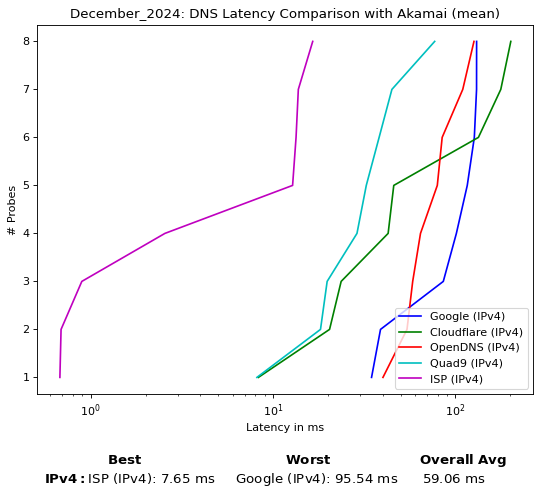 December_2024: DNS Latency Comparison with Akamai (mean)
# Probes
8
7
6
5
4
3
2
1
Google (IPv4)
Cloudflare (IPv4)
OpenDNS (IPv4)
Quad9 (IPv4)
ISP (IPv4)
10⁰ 10¹ 10²
Latency in ms
Best Worst Overall Avg
IPv4: ISP (IPv4): 7.65 ms Google (IPv4): 95.54 ms 59.06 ms